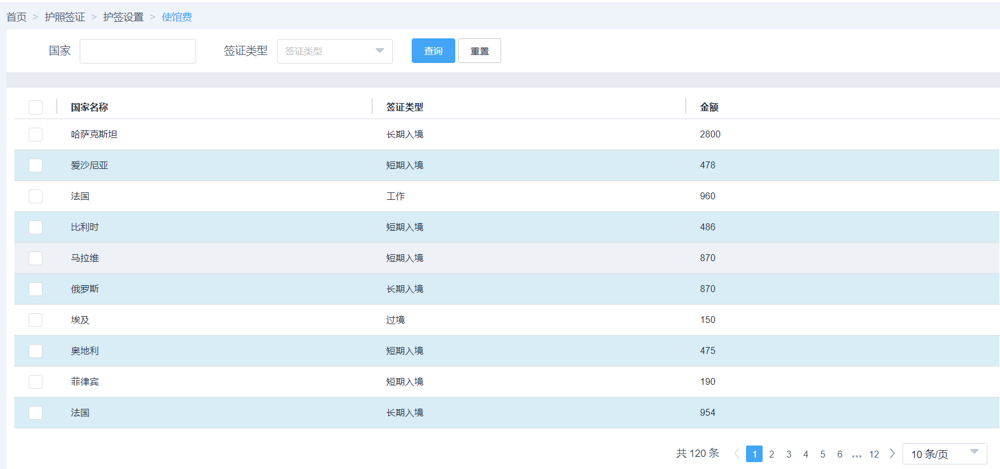 首页 > 护照签证 > 护签设置 > 使馆费
国家 签证类型 签证类型 查询 重置
国家名称 签证类型 金额
哈萨克斯坦 长期入境 2800
爱沙尼亚 短期入境 478
法国 工作 960
比利时 短期入境 486
马拉维 短期入境 870
俄罗斯 长期入境 870
埃及 过境 150
奥地利 短期入境 475
菲律宾 短期入境 190
法国 长期入境 954
共 120 条 1 2 3 4 5 6 ... 12 10 条/页